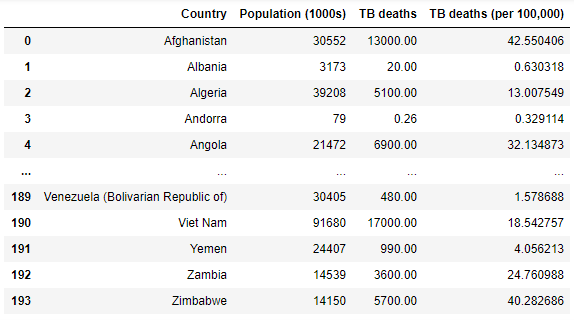 Country Population (1000s) TB deaths TB deaths (per 100,000)
0 Afghanistan 30552 13000.00 42.550406
1 Albania 3173 20.00 0.630318
2 Algeria 39208 5100.00 13.007549
3 Andorra 79 0.26 0.329114
4 Angola 21472 6900.00 32.134873
... ... ... ... ...
189 Venezuela (Bolivarian Republic of) 30405 480.00 1.578688
190 Viet Nam 91680 17000.00 18.542757
191 Yemen 24407 990.00 4.056213
192 Zambia 14539 3600.00 24.760988
193 Zimbabwe 14150 5700.00 40.282686